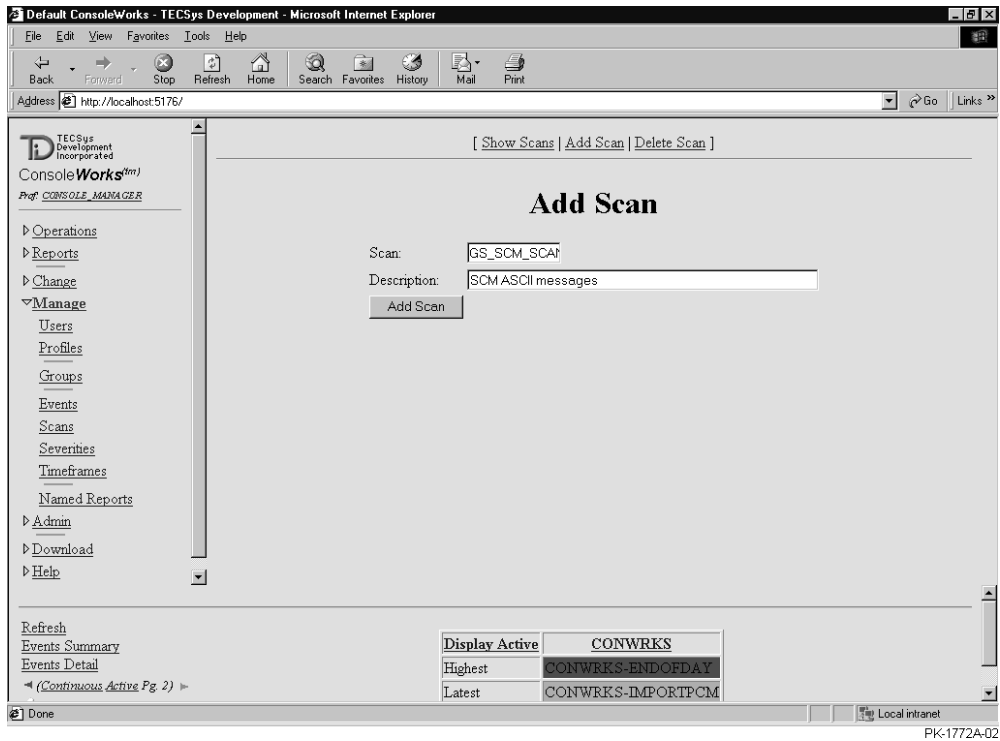 Default ConsoleWorks - TECSys Development - Microsoft Internet Explorer
File Edit View Favorites Tools Help
Back Forward Stop Refresh Home Search Favorites History Mail Print
Address http://localhost:5176/ Go Links »
TECSys
Development
Incorporated
ConsoleWorks(tm)
Prof: CONSOLE_MANAGER
Operations
Reports
Change
Manage
Users
Profiles
Groups
Events
Scans
Severities
Timeframes
Named Reports
Admin
Download
Help
[ Show Scans | Add Scan | Delete Scan ]
Add Scan
Scan: GS_SCM_SCAN
Description: SCM ASCII messages
Add Scan
Refresh
Events Summary
Events Detail
(Continuous Active Pg. 2)
Display Active CONWRKS
Highest CONWRKS-ENDOFDAY
Latest CONWRKS-IMPORTPCM
Done Local intranet
PK-1772A-02